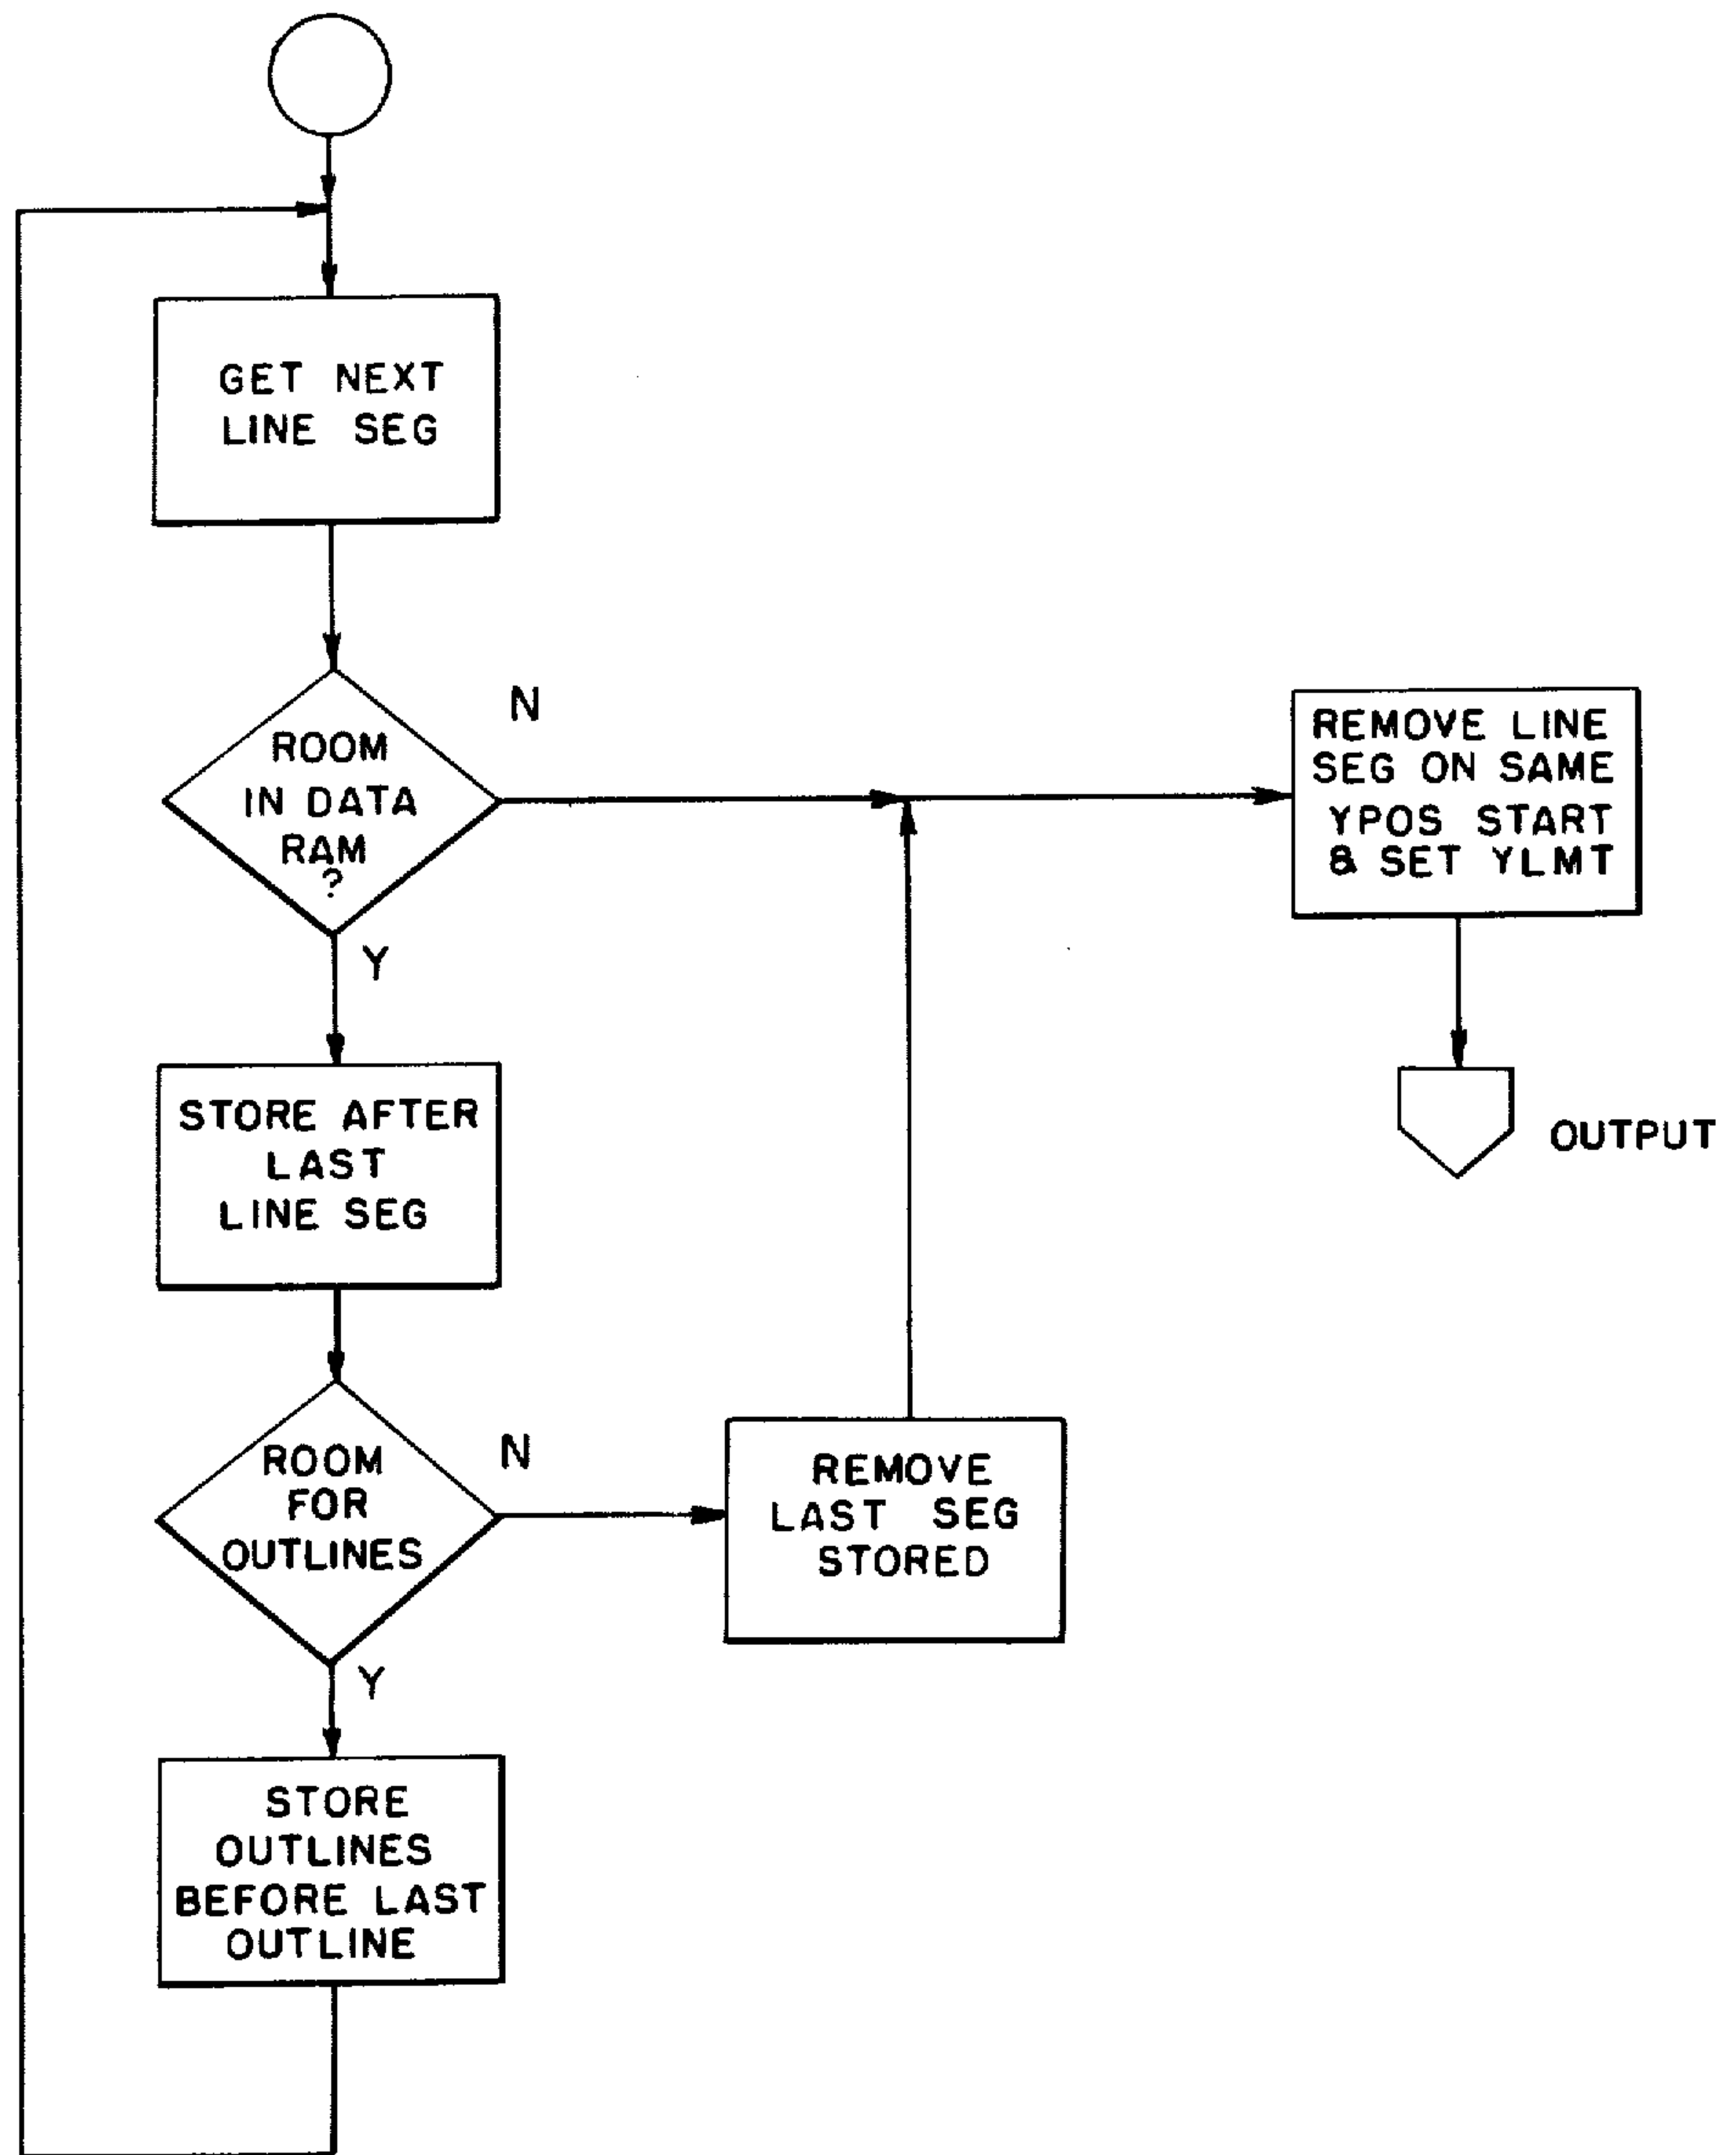 GET NEXT
LINE SEG
ROOM
IN DATA
RAM
?
N
Y
REMOVE LINE
SEG ON SAME
YPOS START
& SET YLMT
OUTPUT
STORE AFTER
LAST
LINE SEG
ROOM
FOR
OUTLINES
N
Y
REMOVE
LAST SEG
STORED
STORE
OUTLINES
BEFORE LAST
OUTLINE